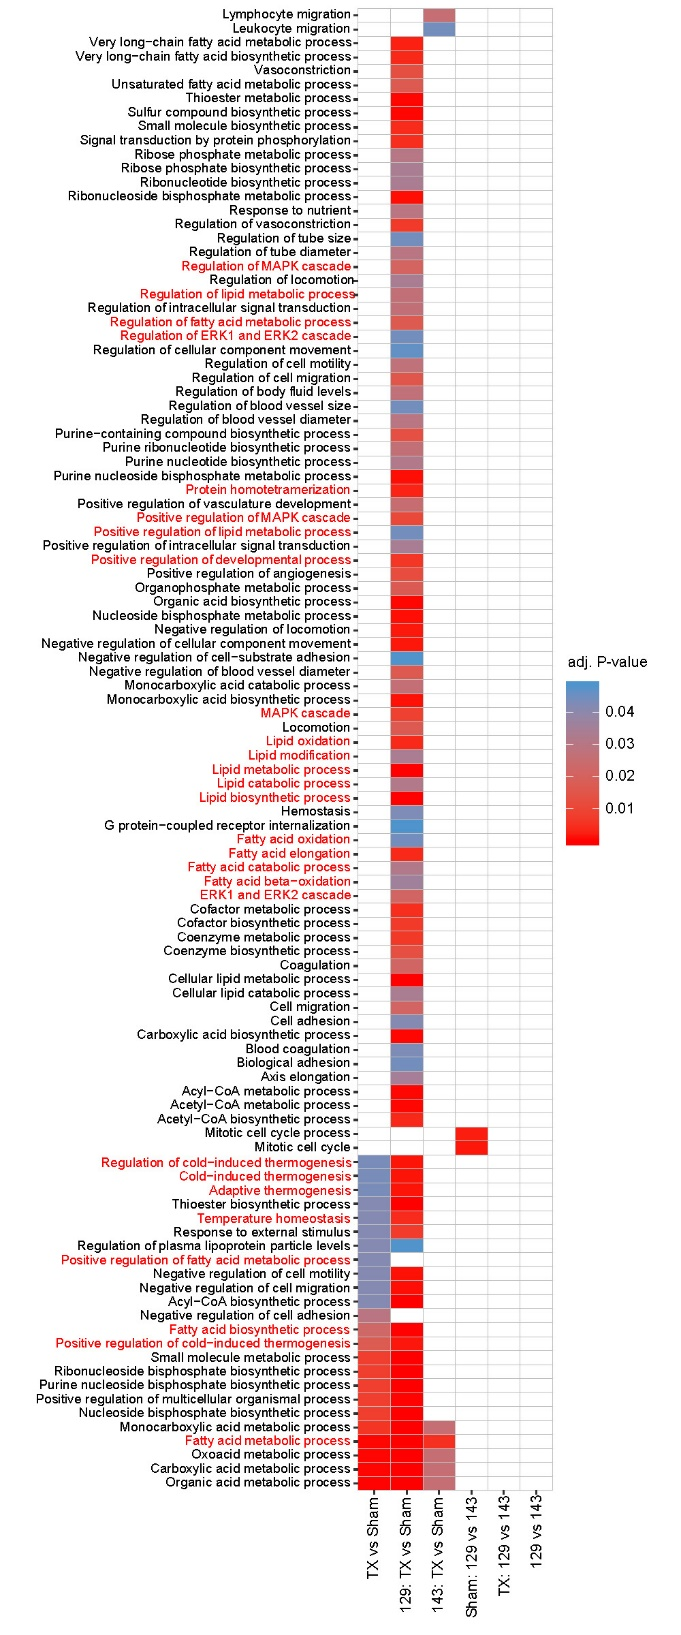 Lymphocyte migration
Leukocyte migration
Very long−chain fatty acid metabolic process
Very long−chain fatty acid biosynthetic process
Vasoconstriction
Unsaturated fatty acid metabolic process
Thioester metabolic process
Sulfur compound biosynthetic process
Small molecule biosynthetic process
Signal transduction by protein phosphorylation
Ribose phosphate metabolic process
Ribose phosphate biosynthetic process
Ribonucleotide biosynthetic process
Ribonucleoside bisphosphate metabolic process
Response to nutrient
Regulation of vasoconstriction
Regulation of tube size
Regulation of tube diameter
Regulation of MAPK cascade
Regulation of locomotion
Regulation of lipid metabolic process
Regulation of intracellular signal transduction
Regulation of fatty acid metabolic process
Regulation of ERK1 and ERK2 cascade
Regulation of cellular component movement
Regulation of cell motility
Regulation of cell migration
Regulation of body fluid levels
Regulation of blood vessel size
Regulation of blood vessel diameter
Purine−containing compound biosynthetic process
Purine ribonucleotide biosynthetic process
Purine nucleotide biosynthetic process
Purine nucleoside bisphosphate metabolic process
Protein homotetramerization
Positive regulation of vasculature development
Positive regulation of MAPK cascade
Positive regulation of lipid metabolic process
Positive regulation of intracellular signal transduction
Positive regulation of developmental process
Positive regulation of angiogenesis
Organophosphate metabolic process
Organic acid biosynthetic process
Nucleoside bisphosphate metabolic process
Negative regulation of locomotion
Negative regulation of cellular component movement
Negative regulation of cell−substrate adhesion
Negative regulation of blood vessel diameter
Monocarboxylic acid catabolic process
Monocarboxylic acid biosynthetic process
MAPK cascade
Locomotion
Lipid oxidation
Lipid modification
Lipid metabolic process
Lipid catabolic process
Lipid biosynthetic process
Hemostasis
G protein−coupled receptor internalization
Fatty acid oxidation
Fatty acid elongation
Fatty acid catabolic process
Fatty acid beta−oxidation
ERK1 and ERK2 cascade
Cofactor metabolic process
Cofactor biosynthetic process
Coenzyme metabolic process
Coenzyme biosynthetic process
Coagulation
Cellular lipid metabolic process
Cellular lipid catabolic process
Cell migration
Cell adhesion
Carboxylic acid biosynthetic process
Blood coagulation
Biological adhesion
Axis elongation
Acyl−CoA metabolic process
Acetyl−CoA metabolic process
Acetyl−CoA biosynthetic process
Mitotic cell cycle process
Mitotic cell cycle
Regulation of cold−induced thermogenesis
Cold−induced thermogenesis
Adaptive thermogenesis
Thioester biosynthetic process
Temperature homeostasis
Response to external stimulus
Regulation of plasma lipoprotein particle levels
Positive regulation of fatty acid metabolic process
Negative regulation of cell motility
Negative regulation of cell migration
Acyl−CoA biosynthetic process
Negative regulation of cell adhesion
Fatty acid biosynthetic process
Positive regulation of cold−induced thermogenesis
Small molecule metabolic process
Ribonucleoside bisphosphate biosynthetic process
Purine nucleoside bisphosphate biosynthetic process
Positive regulation of multicellular organismal process
Nucleoside bisphosphate biosynthetic process
Monocarboxylic acid metabolic process
Fatty acid metabolic process
Oxoacid metabolic process
Carboxylic acid metabolic process
Organic acid metabolic process
TX vs Sham
129: TX vs Sham
143: TX vs Sham
Sham: 129 vs 143
TX: 129 vs 143
129 vs 143
adj. P-value
0.04
0.03
0.02
0.01